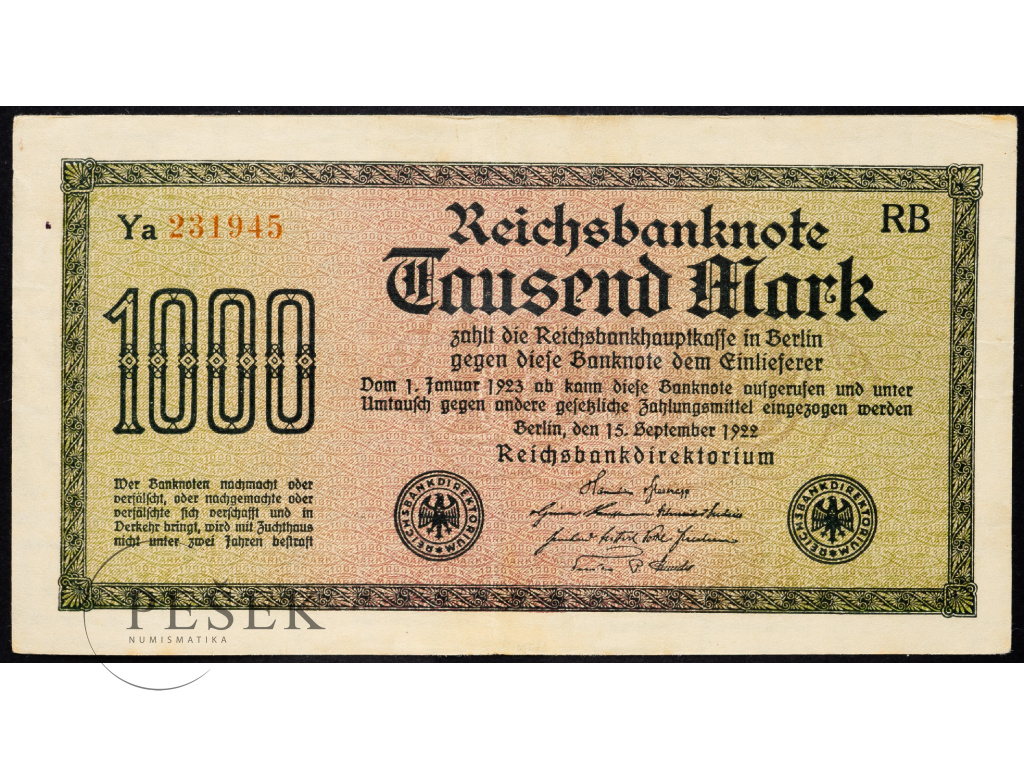 Ya 231945
RB
Reichsbanknote
Tausend Mark
zahlt die Reichsbankhauptkasse in Berlin
gegen diese Banknote dem Einlieferer
Vom 1. Januar 1923 ab kann diese Banknote aufgerufen und unter
Umtausch gegen andere gesetzliche Zahlungsmittel eingezogen werden
Berlin, den 15. September 1922
Reichsbankdirektorium
1000
Wer Banknoten nachmacht oder
verfälscht, oder nachgemachte oder
verfälschte sich verschafft und in
Verkehr bringt, wird mit Zuchthaus
nicht unter zwei Jahren bestraft
REICHSBANKDIREKTORIUM
REICHSBANKDIREKTORIUM
PEŠEK
NUMISMATIKA